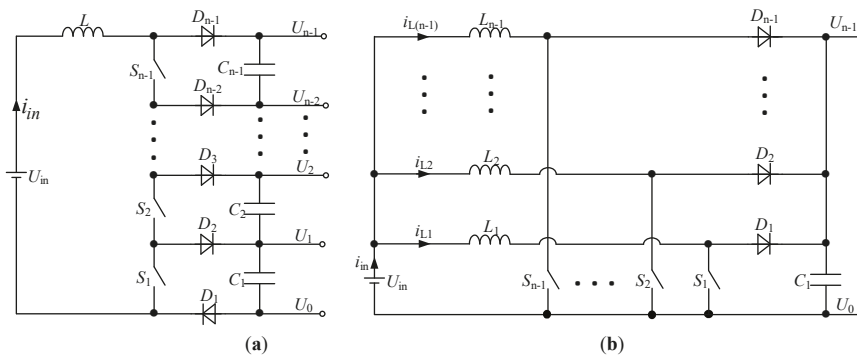 L
D_{n-1}
U_{n-1}
S_{n-1}
C_{n-1}
D_{n-2}
U_{n-2}
i_{in}
D_3
U_2
U_{in}
S_2
C_2
D_2
U_1
S_1
C_1
D_1
U_0
(a)
i_{L(n-1)}
L_{n-1}
D_{n-1}
U_{n-1}
i_{L2}
L_2
D_2
i_{L1}
L_1
D_1
i_{in}
U_{in}
S_{n-1}
S_2
S_1
C_1
U_0
(b)